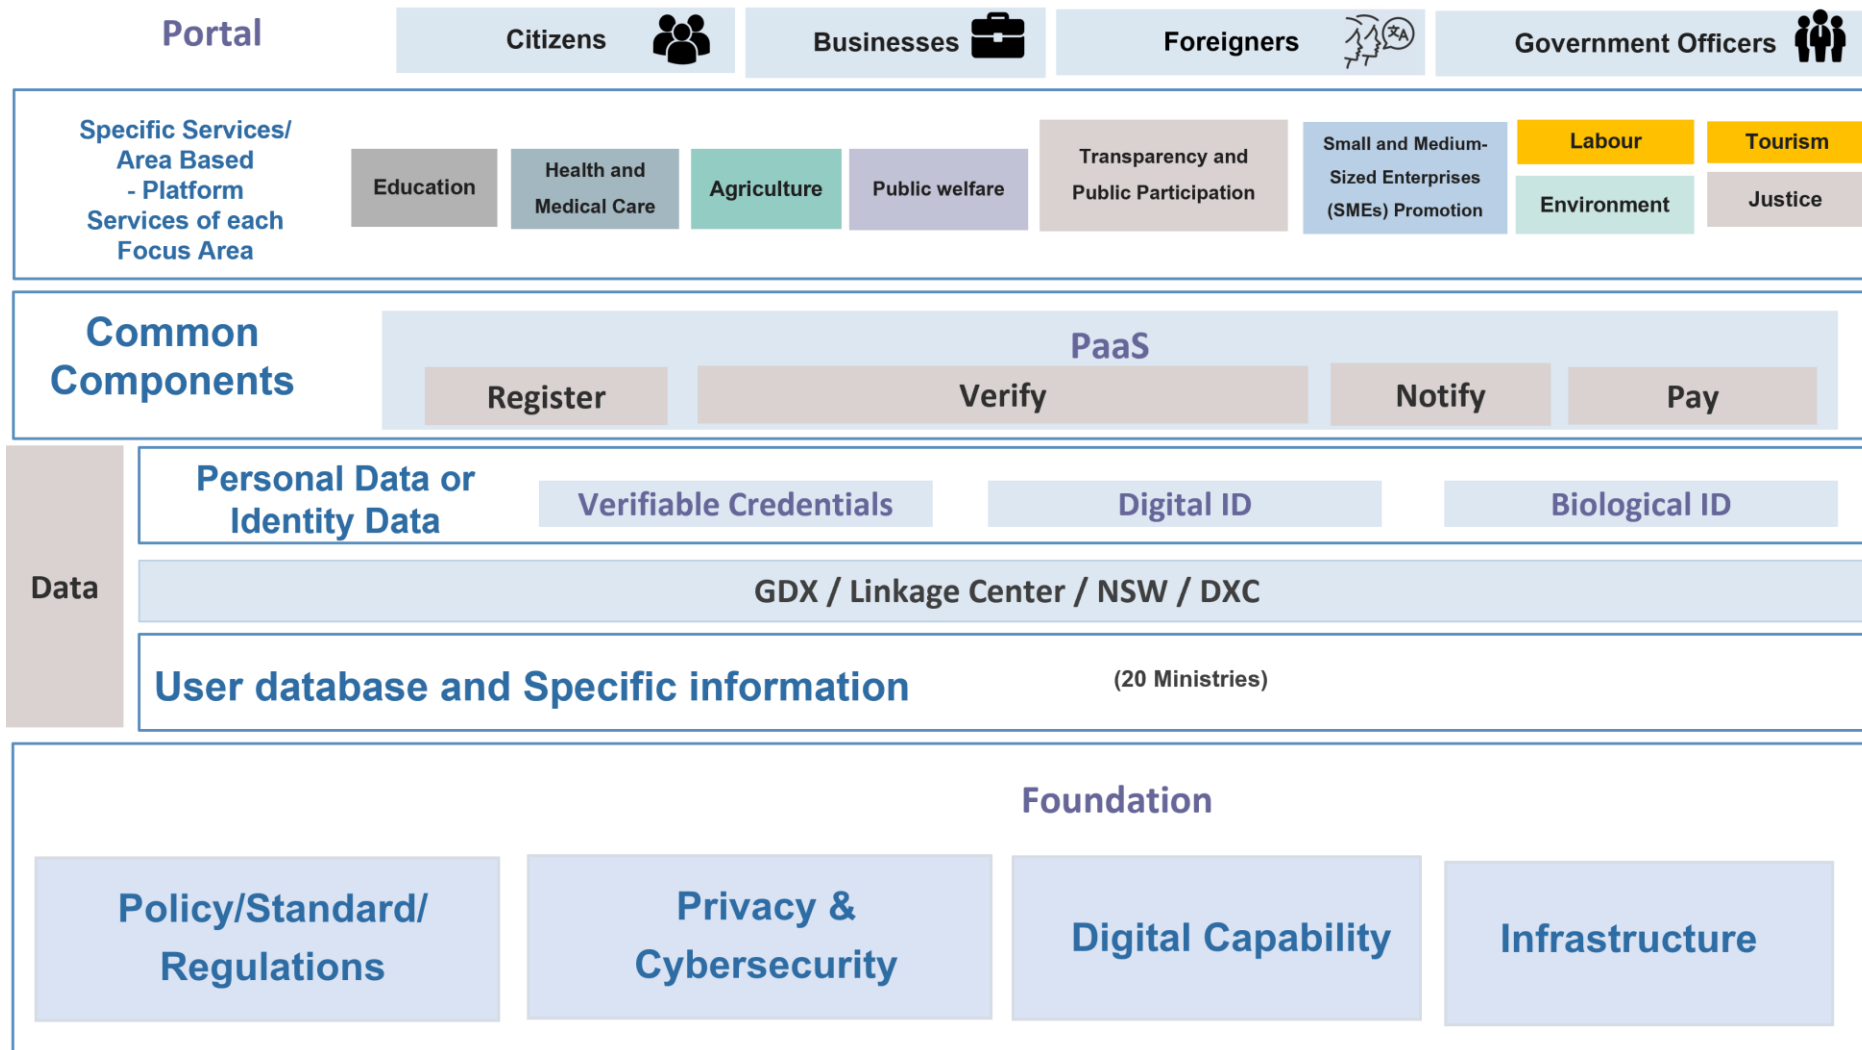 Portal
Citizens
Businesses
Foreigners
文A
Government Officers
Specific Services/
Area Based
- Platform
Services of each
Focus Area
Education
Health and
Medical Care
Agriculture
Public welfare
Transparency and
Public Participation
Small and Medium-
Sized Enterprises
(SMEs) Promotion
Labour
Tourism
Environment
Justice
Common
Components
PaaS
Register
Verify
Notify
Pay
Data
Personal Data or
Identity Data
Verifiable Credentials
Digital ID
Biological ID
GDX / Linkage Center / NSW / DXC
User database and Specific information
(20 Ministries)
Foundation
Policy/Standard/
Regulations
Privacy &
Cybersecurity
Digital Capability
Infrastructure